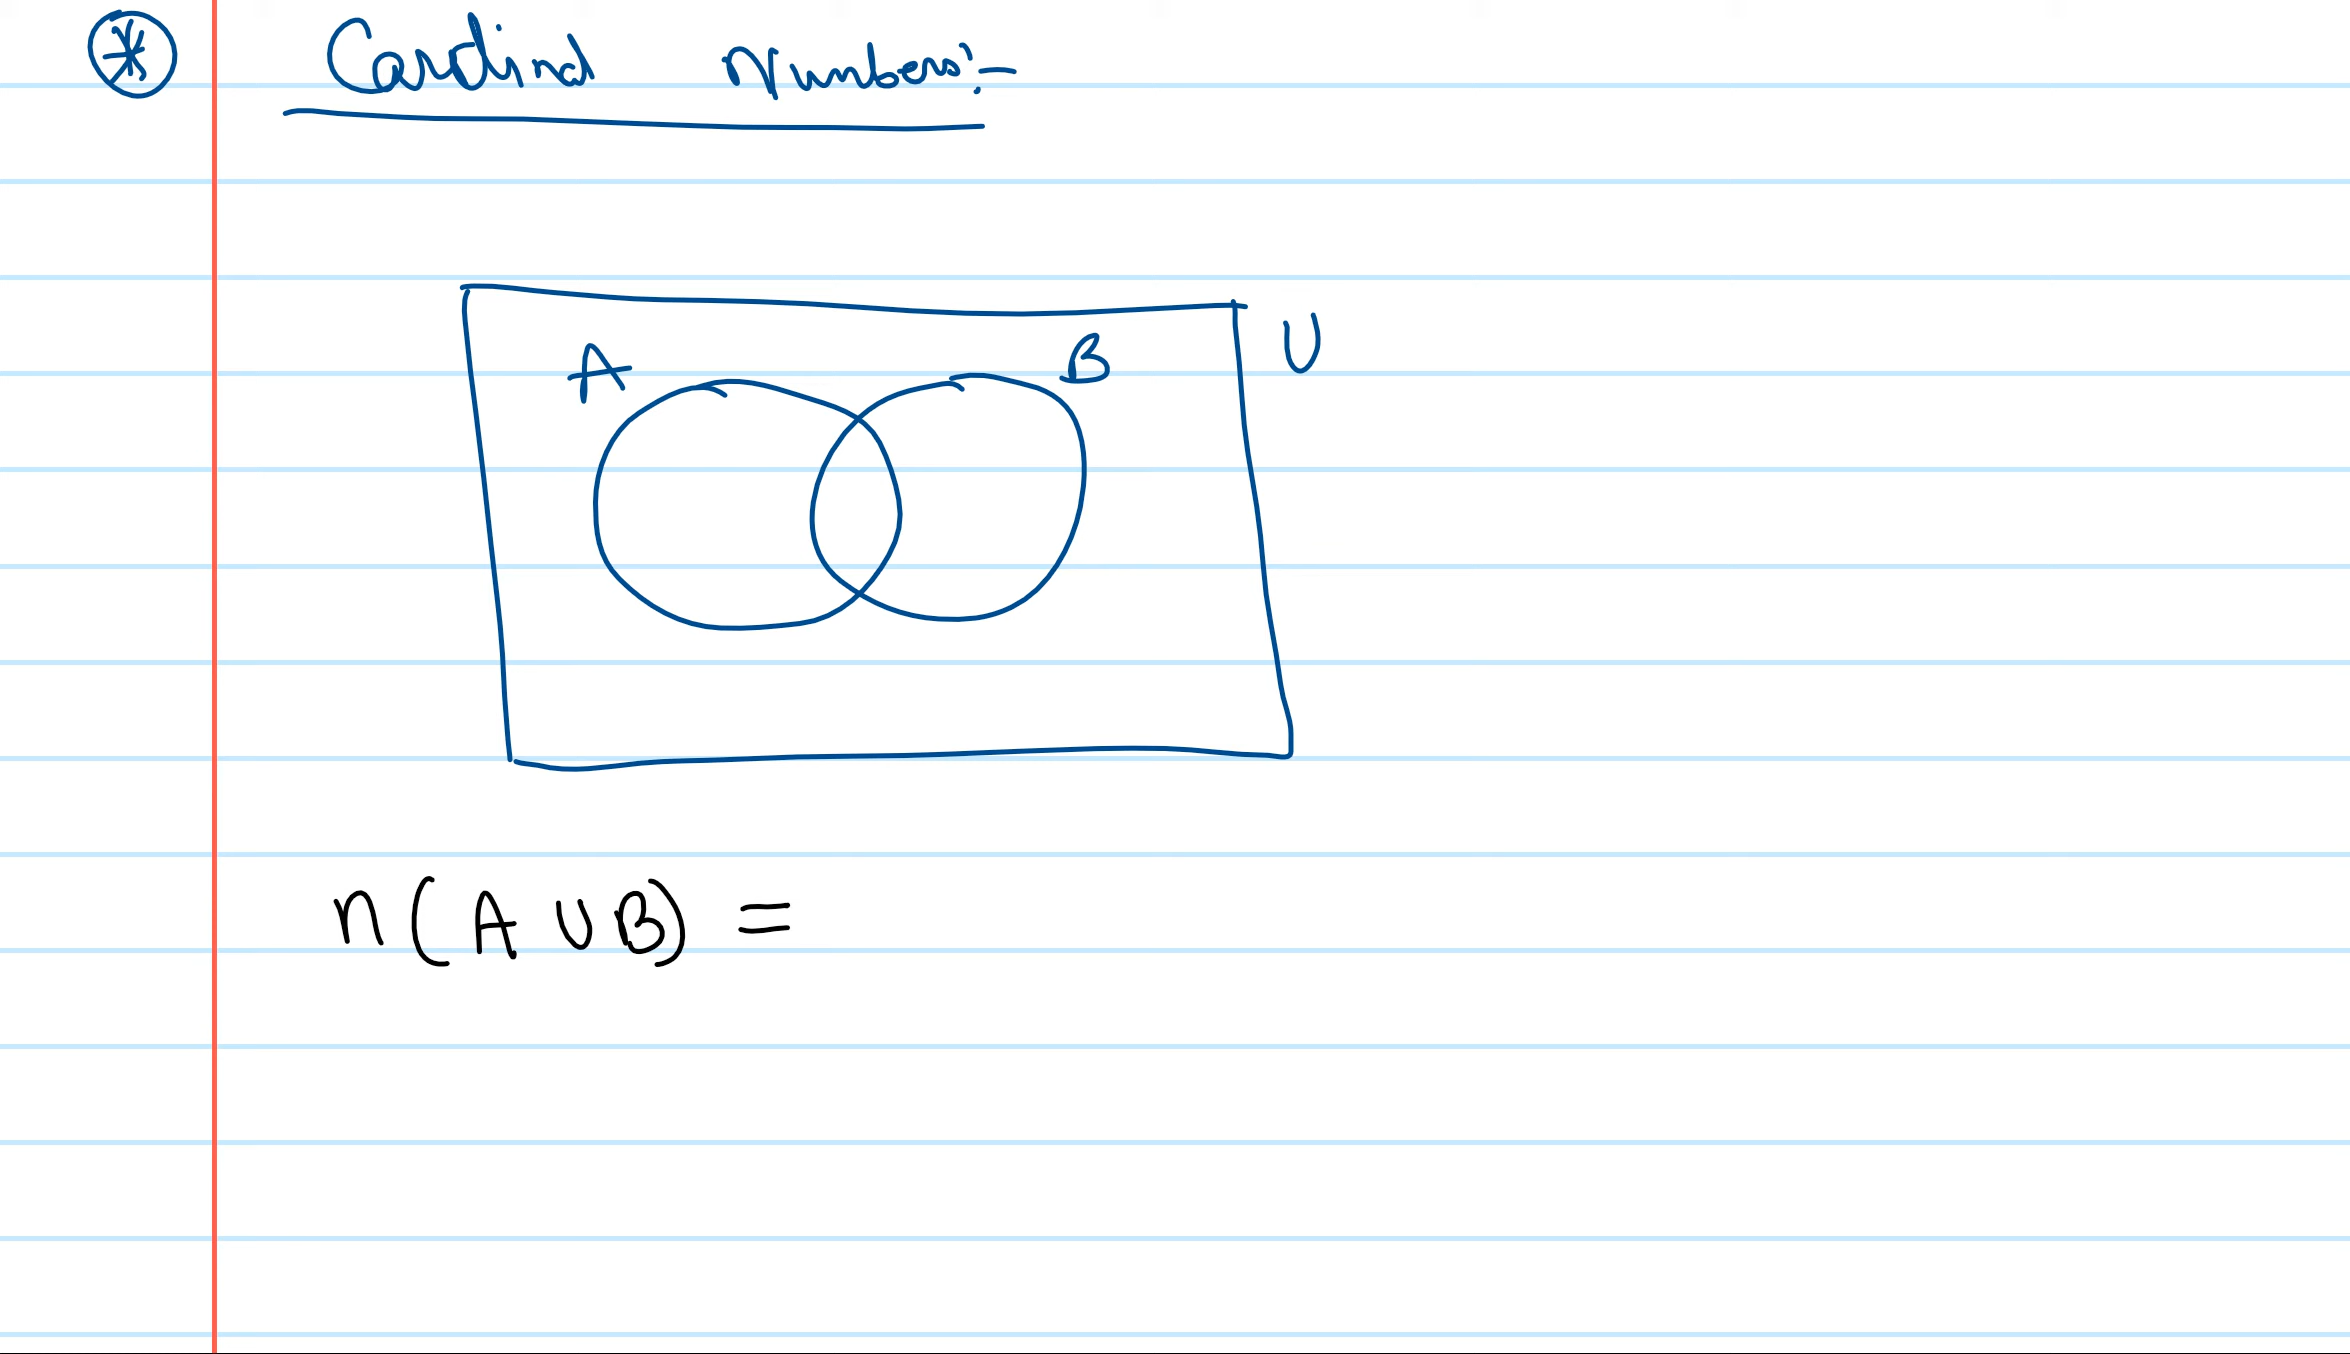 * Cardinal Numbers:-
A B U
n(A ∪ B) =